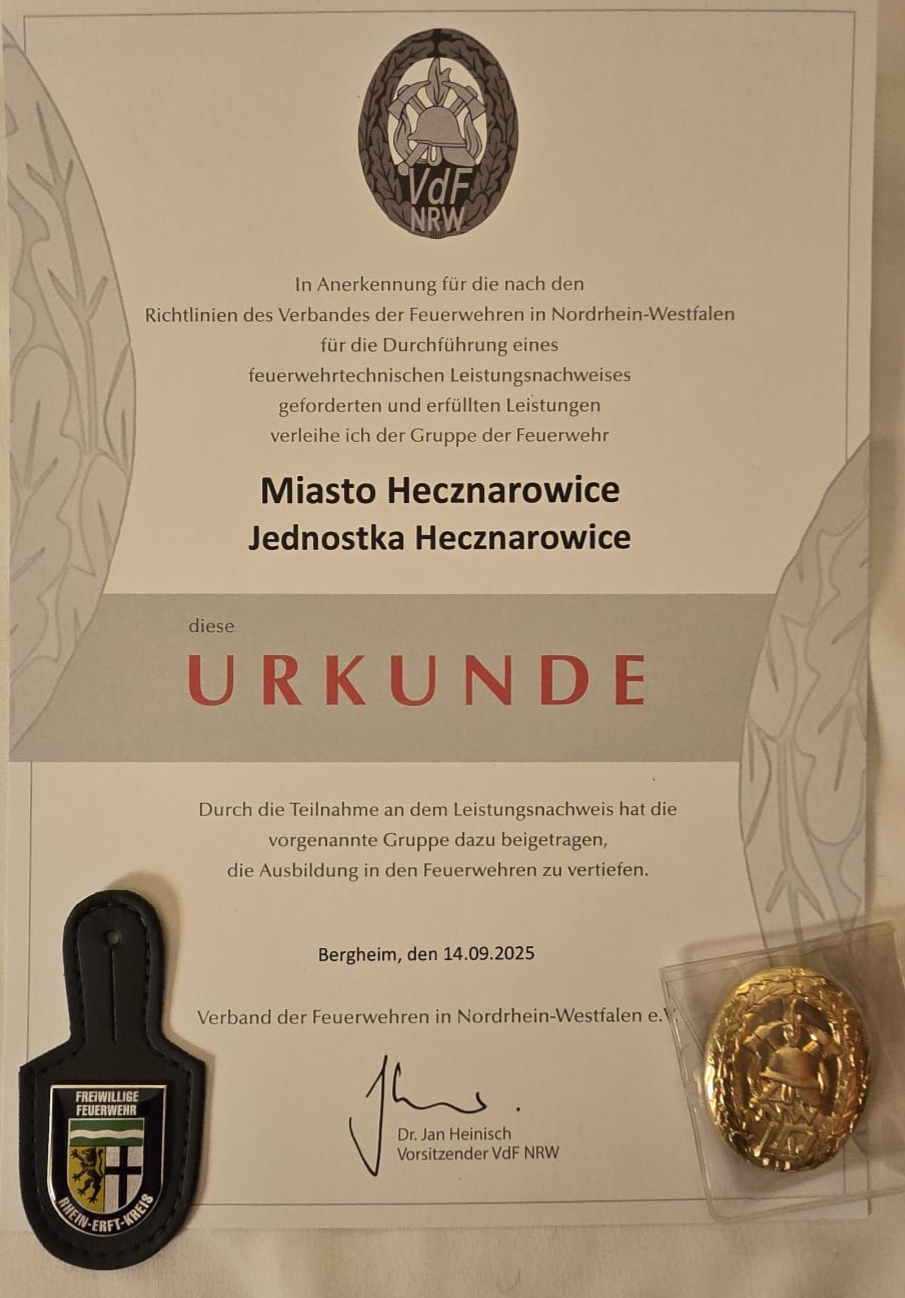 VdF
NRW
In Anerkennung für die nach den
Richtlinien des Verbandes der Feuerwehren in Nordrhein-Westfalen
für die Durchführung eines
feuerwehrtechnischen Leistungsnachweises
geforderten und erfüllten Leistungen
verleihe ich der Gruppe der Feuerwehr
Miasto Hecznarowice
Jednostka Hecznarowice
diese
URKUNDE
Durch die Teilnahme an dem Leistungsnachweis hat die
vorgenannte Gruppe dazu beigetragen,
die Ausbildung in den Feuerwehren zu vertiefen.
Bergheim, den 14.09.2025
Verband der Feuerwehren in Nordrhein-Westfalen e.V.
Dr. Jan Heinisch
Vorsitzender VdF NRW
FREIWILLIGE
FEUERWEHR
RHEIN-ERFT-KREIS